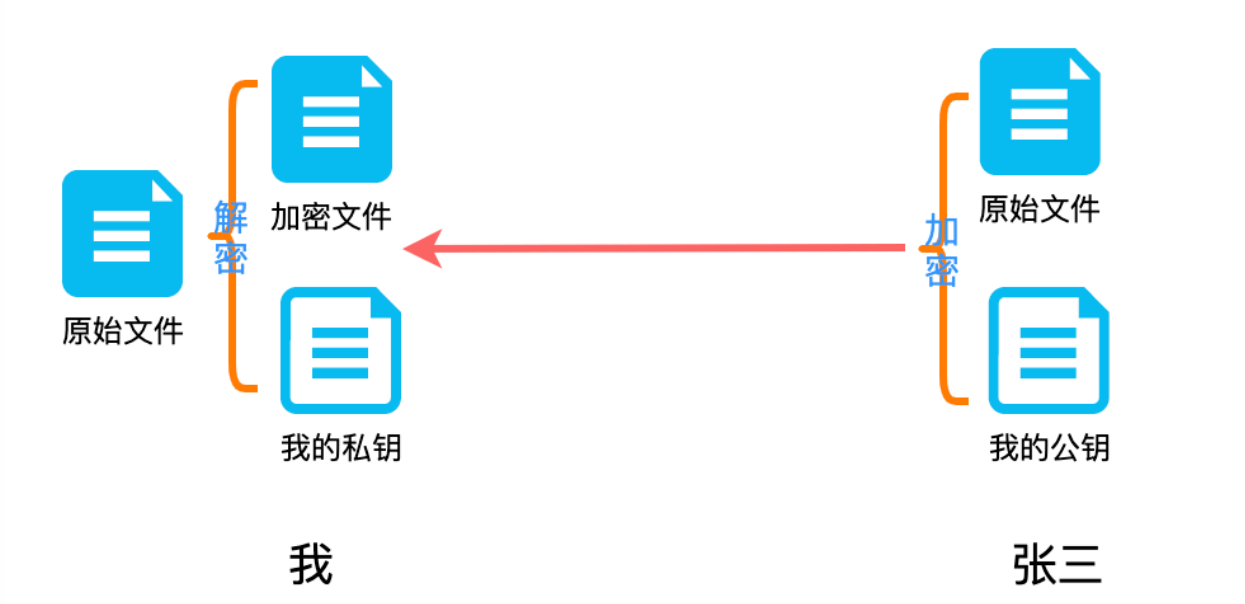 加密文件
原始文件
解密
加密
原始文件
我的私钥
我的公钥
我
张三